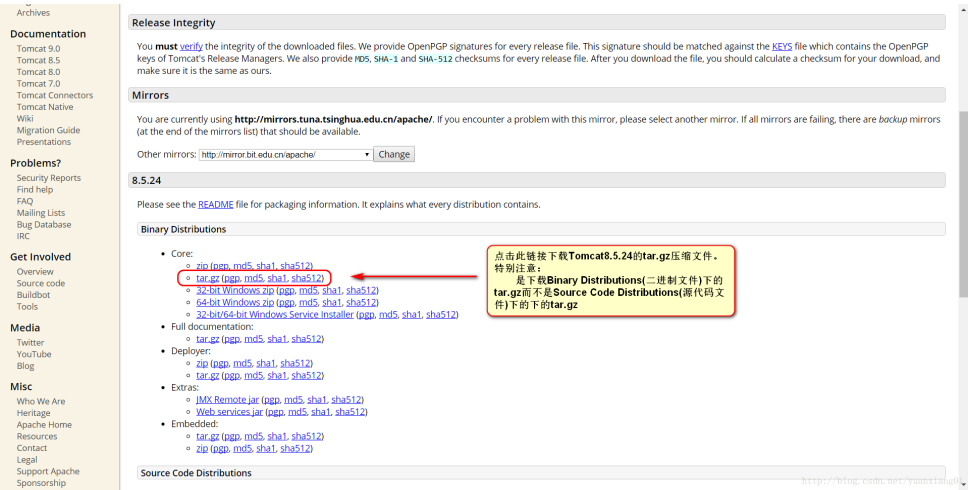 Archives
Documentation
Tomcat 9.0
Tomcat 8.5
Tomcat 8.0
Tomcat 7.0
Tomcat Connectors
Tomcat Native
Wiki
Migration Guide
Presentations
Problems?
Security Reports
Find help
FAQ
Mailing Lists
Bug Database
IRC
Get Involved
Overview
Source code
Buildbot
Tools
Media
Twitter
YouTube
Blog
Misc
Who We Are
Heritage
Apache Home
Resources
Contact
Legal
Support Apache
Sponsorship
Release Integrity
You must verify the integrity of the downloaded files. We provide OpenPGP signatures for every release file. This signature should be matched against the KEYS file which contains the OpenPGP
keys of Tomcat's Release Managers. We also provide MD5, SHA-1 and SHA-512 checksums for every release file. After you download the file, you should calculate a checksum for your download, and
make sure it is the same as ours.
Mirrors
You are currently using http://mirrors.tuna.tsinghua.edu.cn/apache/. If you encounter a problem with this mirror, please select another mirror. If all mirrors are failing, there are backup mirrors
(at the end of the mirrors list) that should be available.
Other mirrors: http://mirror.bit.edu.cn/apache/ Change
8.5.24
Please see the README file for packaging information. It explains what every distribution contains.
Binary Distributions
Core:
zip (pgp, md5, sha1, sha512)
tar.gz (pgp, md5, sha1, sha512)
32-bit Windows zip (pgp, md5, sha1, sha512)
64-bit Windows zip (pgp, md5, sha1, sha512)
32-bit/64-bit Windows Service Installer (pgp, md5, sha1, sha512)
Full documentation:
tar.gz (pgp, md5, sha1, sha512)
Deployer:
zip (pgp, md5, sha1, sha512)
tar.gz (pgp, md5, sha1, sha512)
Extras:
JMX Remote jar (pgp, md5, sha1, sha512)
Web services jar (pgp, md5, sha1, sha512)
Embedded:
tar.gz (pgp, md5, sha1, sha512)
zip (pgp, md5, sha1, sha512)
Source Code Distributions
点击此链接下载Tomcat8.5.24的tar.gz压缩文件。
特别注意：
是下载Binary Distributions(二进制文件)下的
tar.gz而不是Source Code Distributions(源代码文
件)下的下的tar.gz